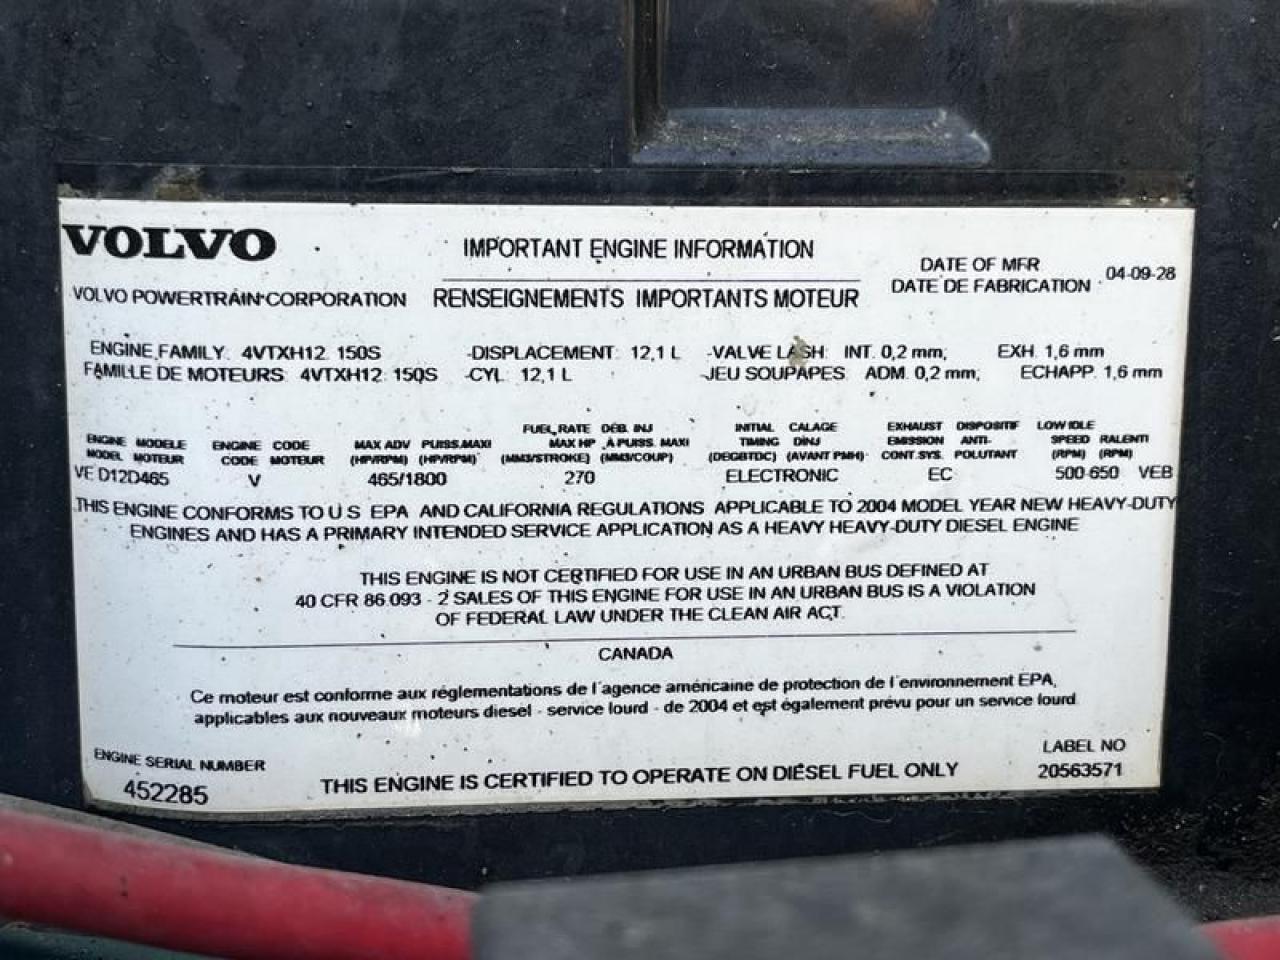 VOLVO
IMPORTANT ENGINE INFORMATION
DATE OF MFR
04-09-28
DATE DE FABRICATION
VOLVO POWERTRAIN CORPORATION
RENSEIGNEMENTS IMPORTANTS MOTEUR
ENGINE FAMILY: 4VTXH12. 150S -DISPLACEMENT: 12,1 L -VALVE LASH: INT. 0,2 mm; EXH. 1,6 mm
FAMILLE DE MOTEURS: 4VTXH12. 150S -CYL: 12,1 L -JEU SOUPAPES: ADM. 0,2 mm; ECHAPP. 1,6 mm
FUEL RATE DÉB. INJ INITIAL CALAGE EXHAUST DISPOSITIF LOW IDLE
ENGINE MODELE ENGINE CODE MAX ADV PUISS.MAXI MAX HP À PUISS. MAXI TIMING D'INJ EMISSION ANTI- SPEED RALENTI
MODEL MOTEUR CODE MOTEUR (HP/RPM) (HP/RPM) (MM3/STROKE) (MM3/COUP) (DEGBTDC) (AVANT PMH) CONT.SYS. POLUTANT (RPM) (RPM)
VE D12D465 V 465/1800 270 ELECTRONIC EC 500-650 VEB
THIS ENGINE CONFORMS TO U S EPA AND CALIFORNIA REGULATIONS APPLICABLE TO 2004 MODEL YEAR NEW HEAVY-DUTY
ENGINES AND HAS A PRIMARY INTENDED SERVICE APPLICATION AS A HEAVY HEAVY-DUTY DIESEL ENGINE
THIS ENGINE IS NOT CERTIFIED FOR USE IN AN URBAN BUS DEFINED AT
40 CFR 86.093 - 2 SALES OF THIS ENGINE FOR USE IN AN URBAN BUS IS A VIOLATION
OF FEDERAL LAW UNDER THE CLEAN AIR ACT.
CANADA
Ce moteur est conforme aux réglementations de l'agence américaine de protection de l'environnement EPA,
applicables aux nouveaux moteurs diesel - service lourd - de 2004 et est également prévu pour un service lourd.
ENGINE SERIAL NUMBER
452285
THIS ENGINE IS CERTIFIED TO OPERATE ON DIESEL FUEL ONLY
LABEL NO
20563571